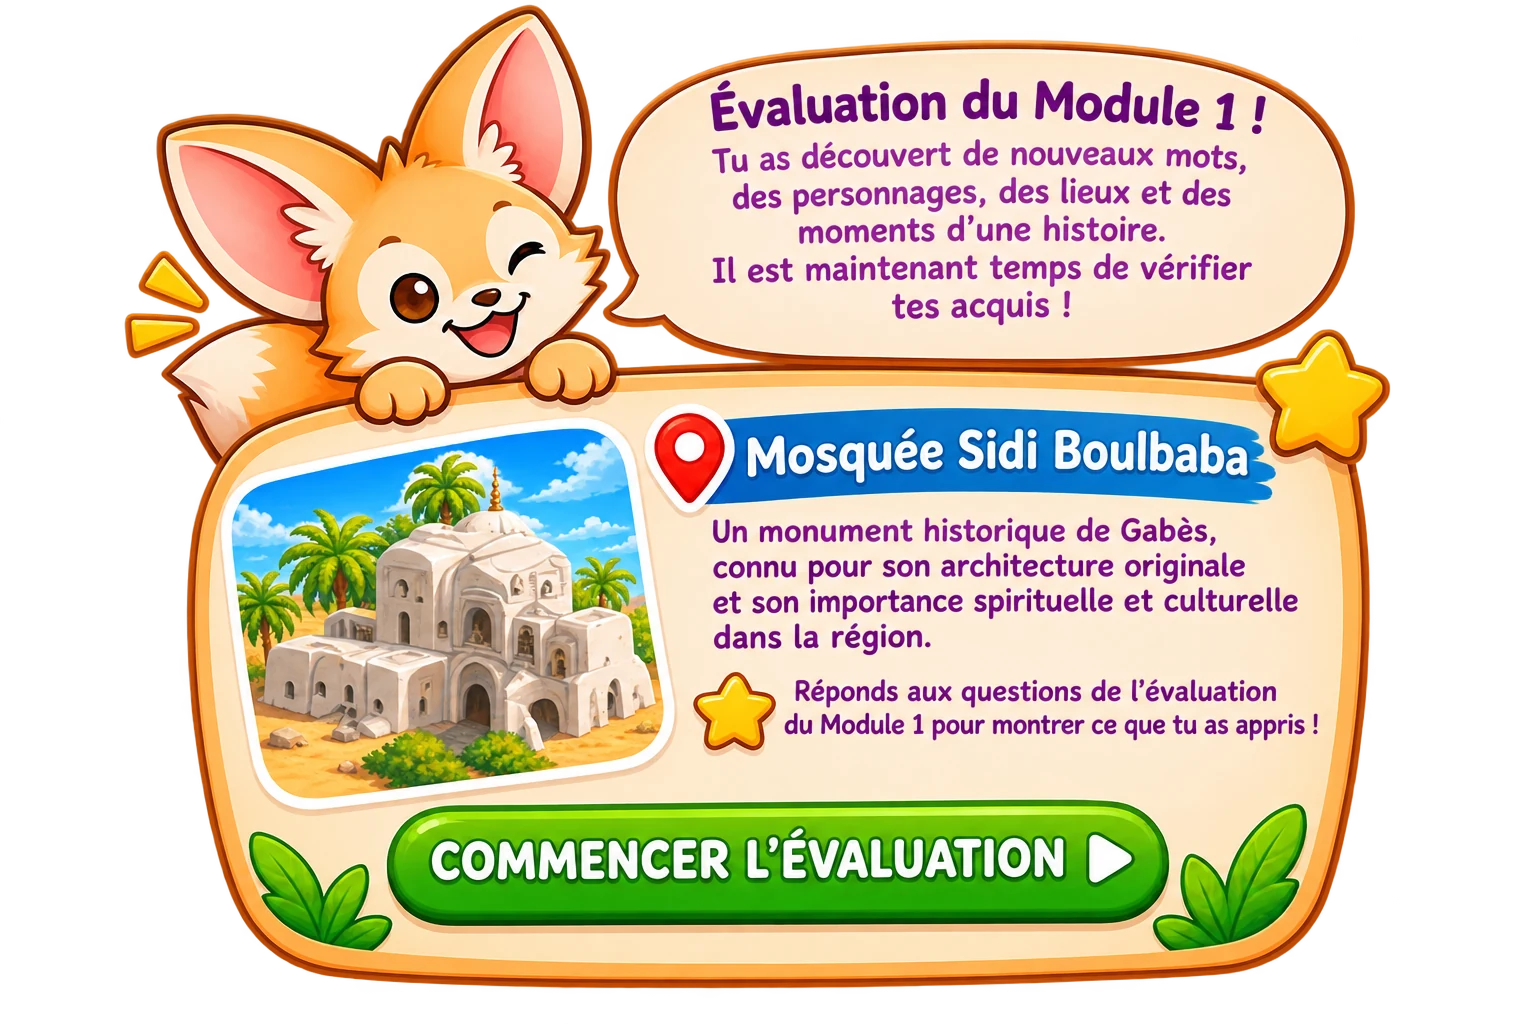 Évaluation du Module 1 !
Tu as découvert de nouveaux mots,
des personnages, des lieux et des
moments d’une histoire.
Il est maintenant temps de vérifier
tes acquis !
Mosquée Sidi Boulbaba
Un monument historique de Gabès,
connu pour son architecture originale
et son importance spirituelle et culturelle
dans la région.
Réponds aux questions de l’évaluation
du Module 1 pour montrer ce que tu as appris !
COMMENCER L’ÉVALUATION